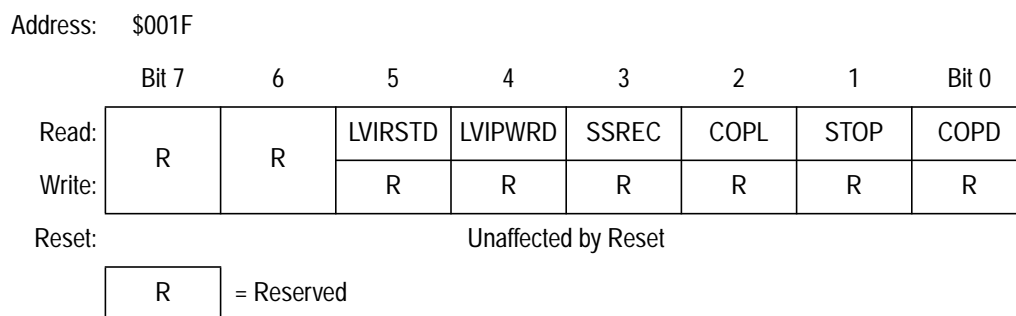 Address: $001F
Bit 7 6 5 4 3 2 1 Bit 0
Read: R R LVIRSTD LVIPWRD SSREC COPL STOP COPD
Write: R R R R R R
Reset: Unaffected by Reset
R = Reserved